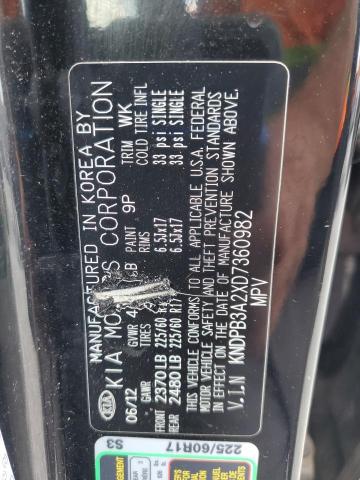 KIA
MANUFACTURED IN KOREA BY
KIA CORPORATION
06/12 GVWR PAINT 9P TRIM WK
GAWR TIRES RIMS COLD TIRE INFL
FRONT 2370 LB 225/60 6.5Jx17 33 psi SINGLE
REAR 2480 LB 225/60 R17 6.5Jx17 33 psi SINGLE
THIS VEHICLE CONFORMS TO ALL APPLICABLE U.S.A. FEDERAL
MOTOR VEHICLE SAFETY AND THEFT PREVENTION STANDARDS
IN EFFECT ON THE DATE OF MANUFACTURE SHOWN ABOVE.
V.I.N KNDPB3A2XD7360982
MPV
225/60R17
S3